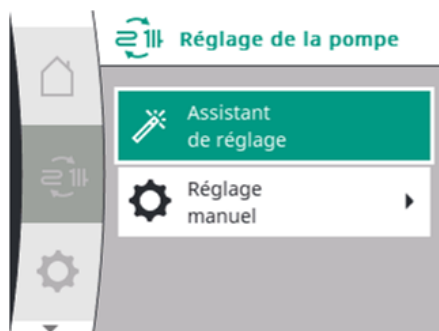 Réglage de la pompe
Assistant
de réglage
Réglage
manuel